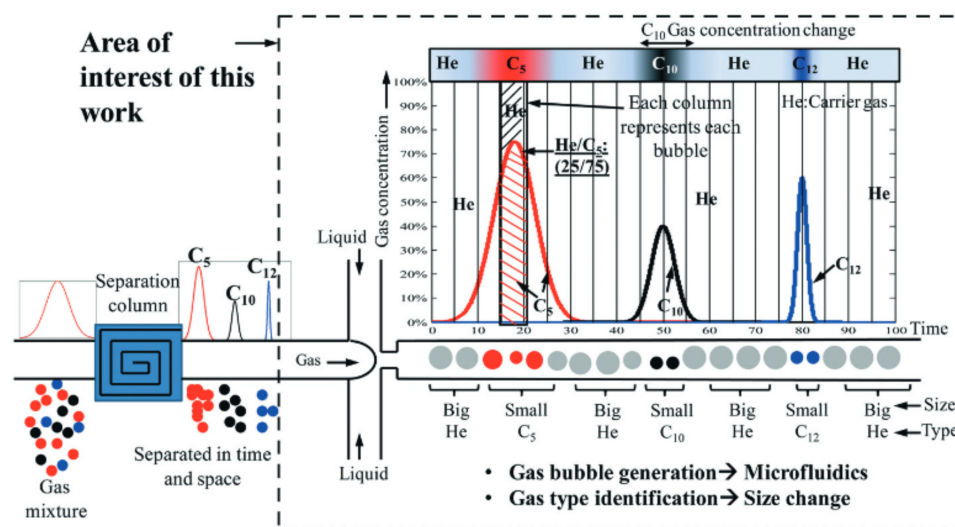 Area of
interest of this
work
C₁₀ Gas concentration change
He C₅ He C₁₀ He C₁₂ He
Gas concentration
100%
90%
80%
70%
60%
50%
40%
30%
20%
10%
0%
He
Each column
represents each
bubble
He:Carrier gas
He/C₅:
(25/75)
He
He
He
He
C₅
C₁₀
C₁₂
0 10 20 30 40 50 60 70 80 90 100 Time
Liquid
C₅
C₁₀
C₁₂
Separation
column
Gas
Gas
mixture
Separated in time
and space
Liquid
Big Small Big Small Big Small Big Size
He C₅ He C₁₀ He C₁₂ He Type
• Gas bubble generation→ Microfluidics
• Gas type identification→ Size change